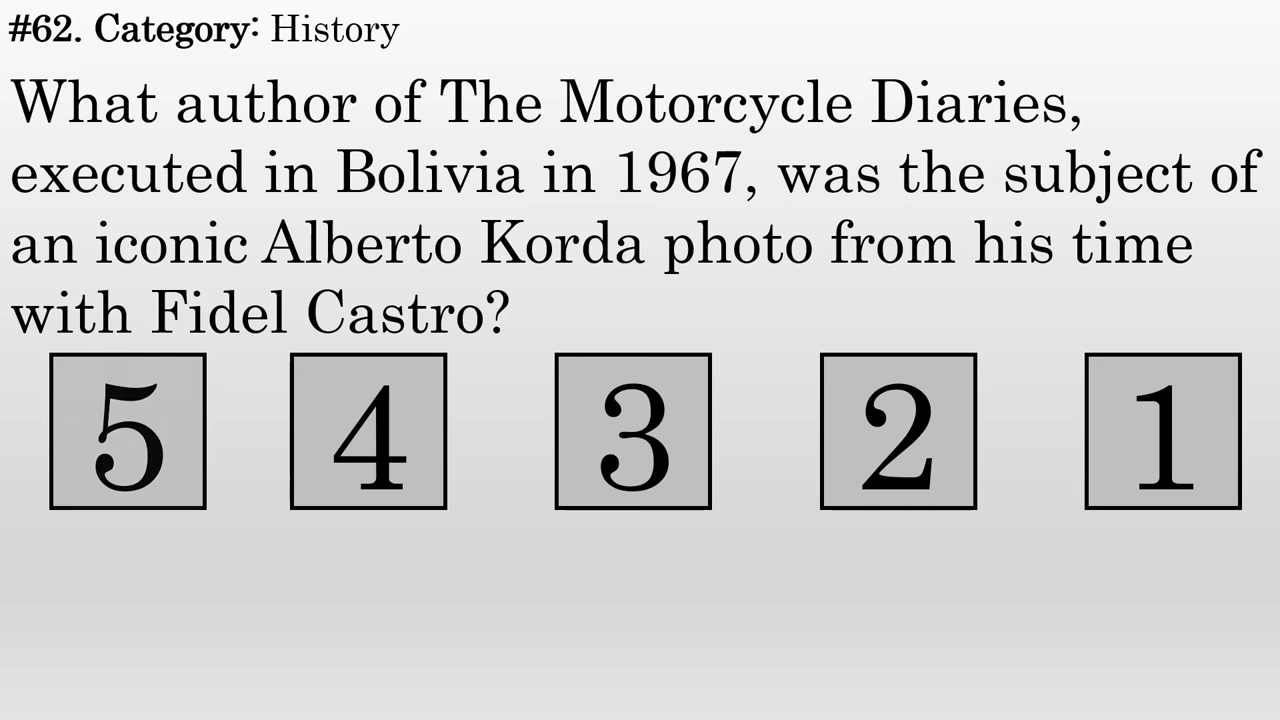 #62. Category: History
What author of The Motorcycle Diaries,
executed in Bolivia in 1967, was the subject of
an iconic Alberto Korda photo from his time
with Fidel Castro?
5 4 3 2 1